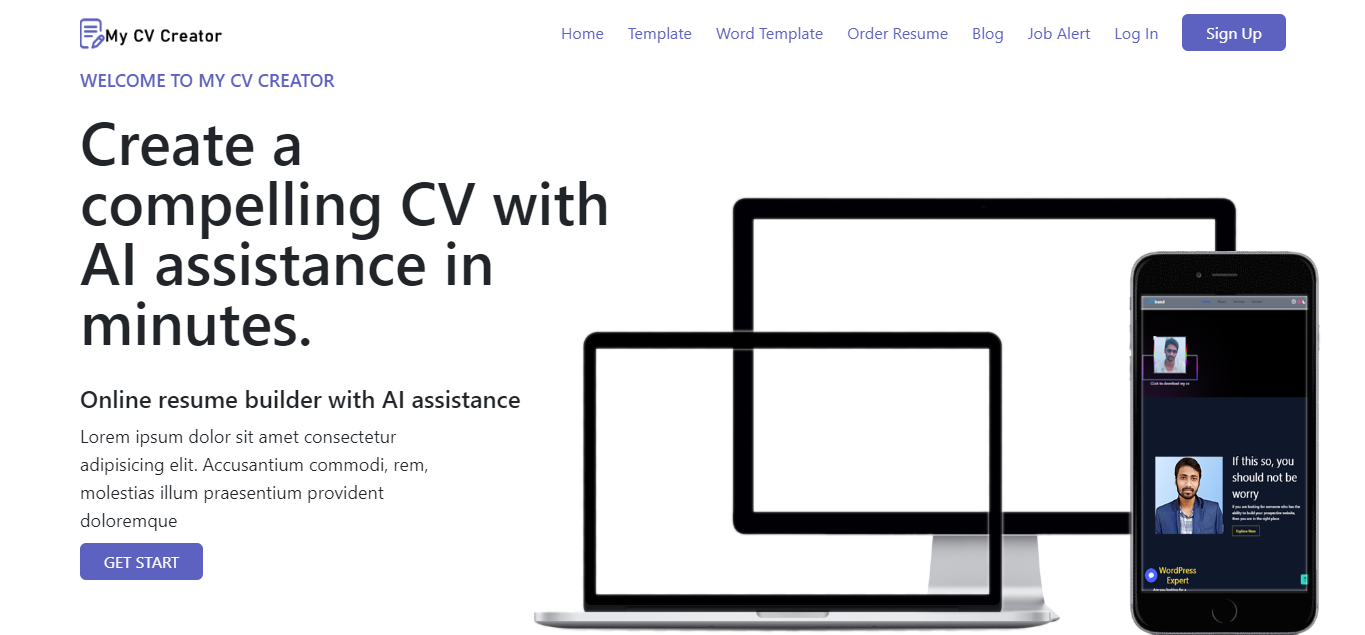 My CV Creator
Home Template Word Template Order Resume Blog Job Alert Log In Sign Up
WELCOME TO MY CV CREATOR
Create a
compelling CV with
AI assistance in
minutes.
Online resume builder with AI assistance
Lorem ipsum dolor sit amet consectetur
adipisicing elit. Accusantium commodi, rem,
molestias illum praesentium provident
doloremque
GET START
Click to download my cv
If this so, you
should not be
worry
If you are looking for someone who has the
ability to build your prospective website,
then you are in the right place
Explore Now
WordPress
Expert